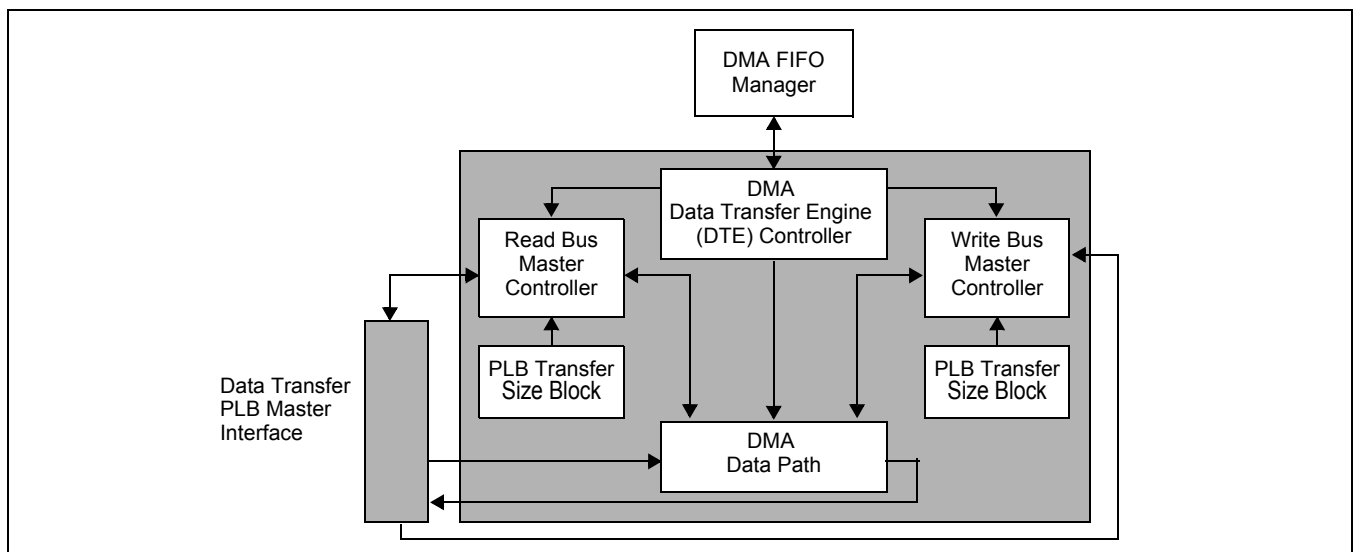 DMA FIFO
Manager
DMA
Data Transfer Engine
(DTE) Controller
Read Bus
Master
Controller
Write Bus
Master
Controller
PLB Transfer
Size Block
PLB Transfer
Size Block
Data Transfer
PLB Master
Interface
DMA
Data Path